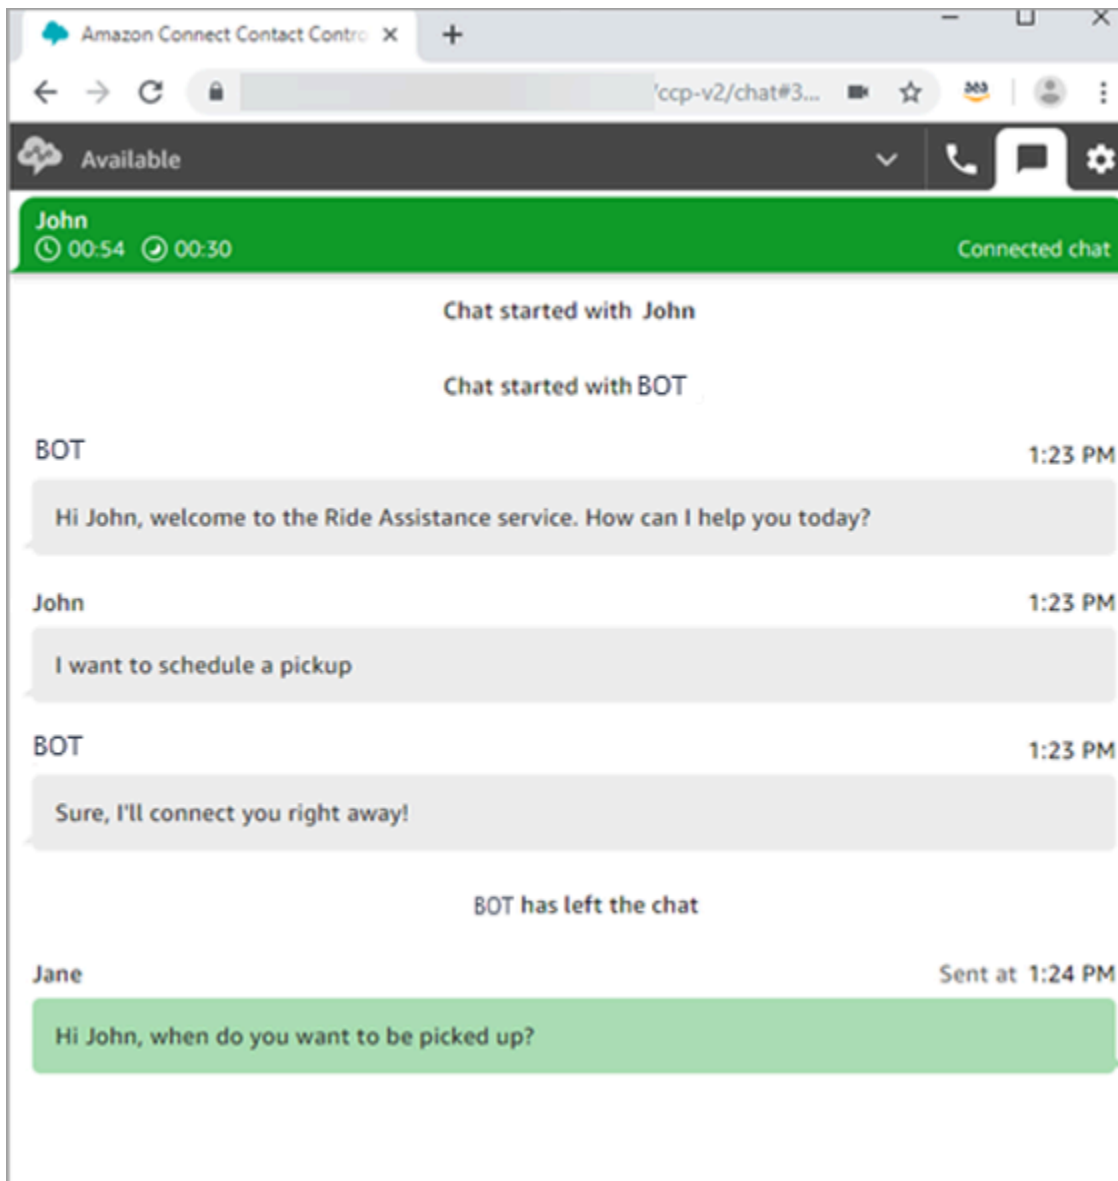 Amazon Connect Contact Contro
/ccp-v2/chat#3...
Available
John
00:54 00:30 Connected chat
Chat started with John
Chat started with BOT
BOT 1:23 PM
Hi John, welcome to the Ride Assistance service. How can I help you today?
John 1:23 PM
I want to schedule a pickup
BOT 1:23 PM
Sure, I'll connect you right away!
BOT has left the chat
Jane Sent at 1:24 PM
Hi John, when do you want to be picked up?